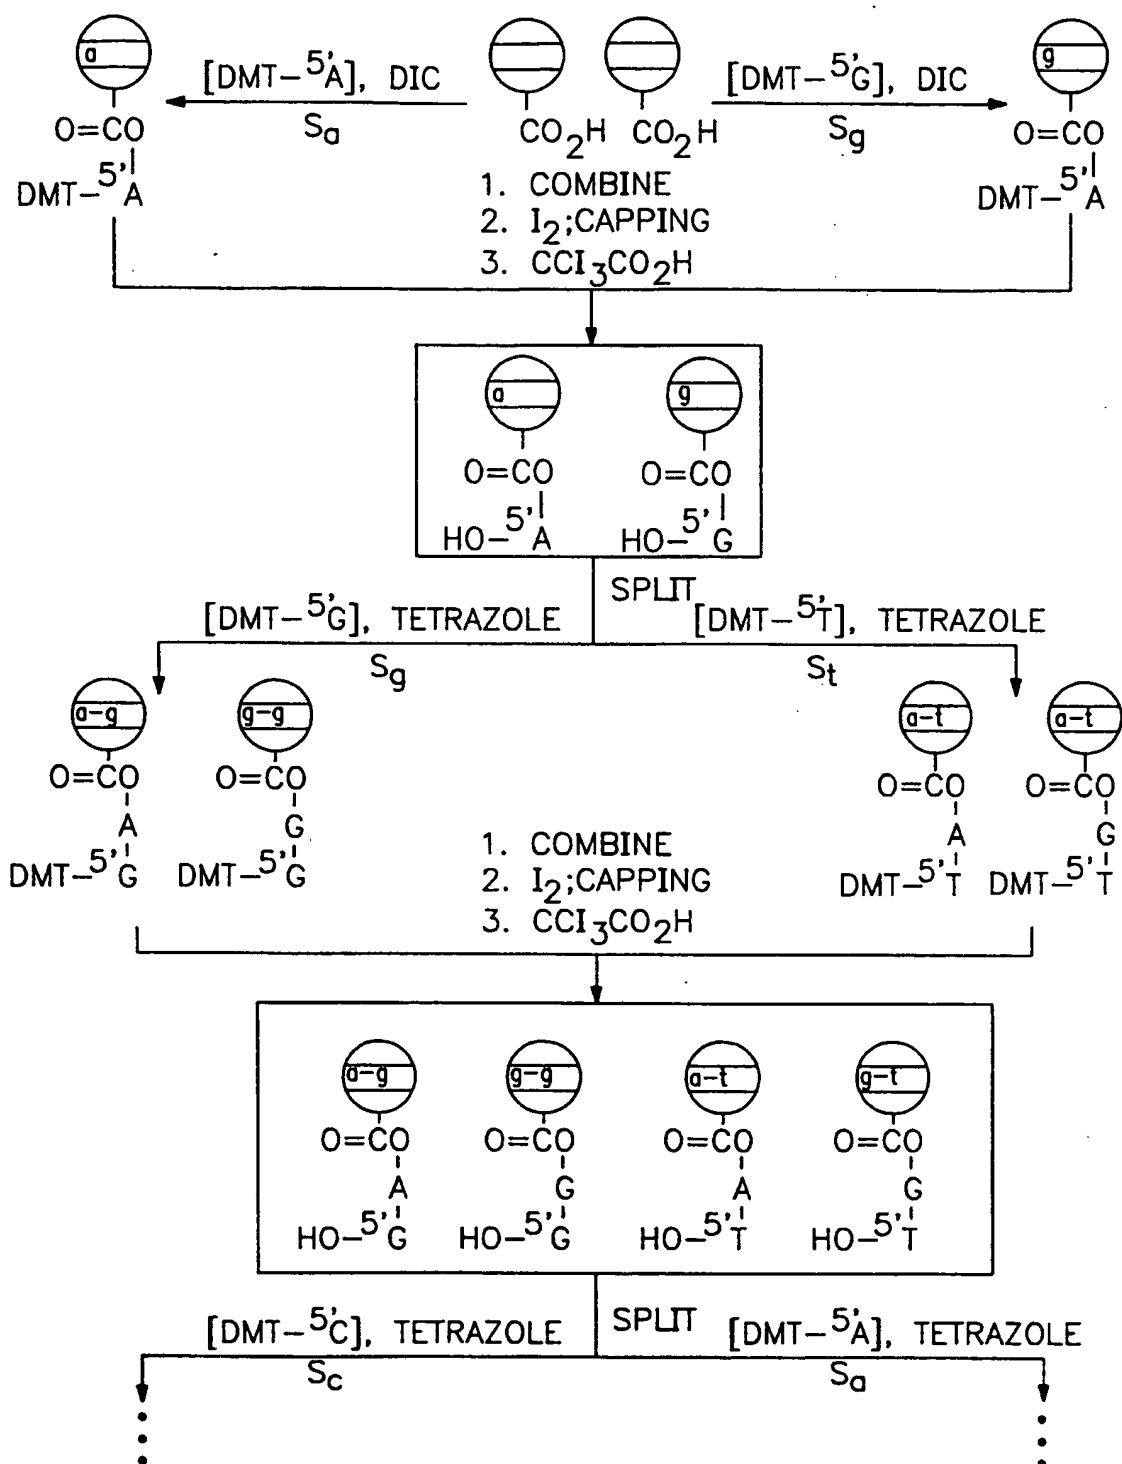 a
g
[DMT-5'A], DIC
[DMT-5'G], DIC
Sa
Sg
O=CO
CO2H
CO2H
O=CO
DMT-5'A
DMT-5'A
1. COMBINE
2. I2;CAPPING
3. CCl3CO2H
a
g
O=CO
O=CO
HO-5'A
HO-5'G
SPLIT
[DMT-5'G], TETRAZOLE
[DMT-5'T], TETRAZOLE
Sg
St
a-g
g-g
a-t
a-t
O=CO
O=CO
O=CO
O=CO
A
G
A
G
DMT-5'G
DMT-5'G
DMT-5'T
DMT-5'T
1. COMBINE
2. I2;CAPPING
3. CCl3CO2H
a-g
g-g
a-t
g-t
O=CO
O=CO
O=CO
O=CO
A
G
A
G
HO-5'G
HO-5'G
HO-5'T
HO-5'T
SPLIT
[DMT-5'C], TETRAZOLE
[DMT-5'A], TETRAZOLE
Sc
Sa